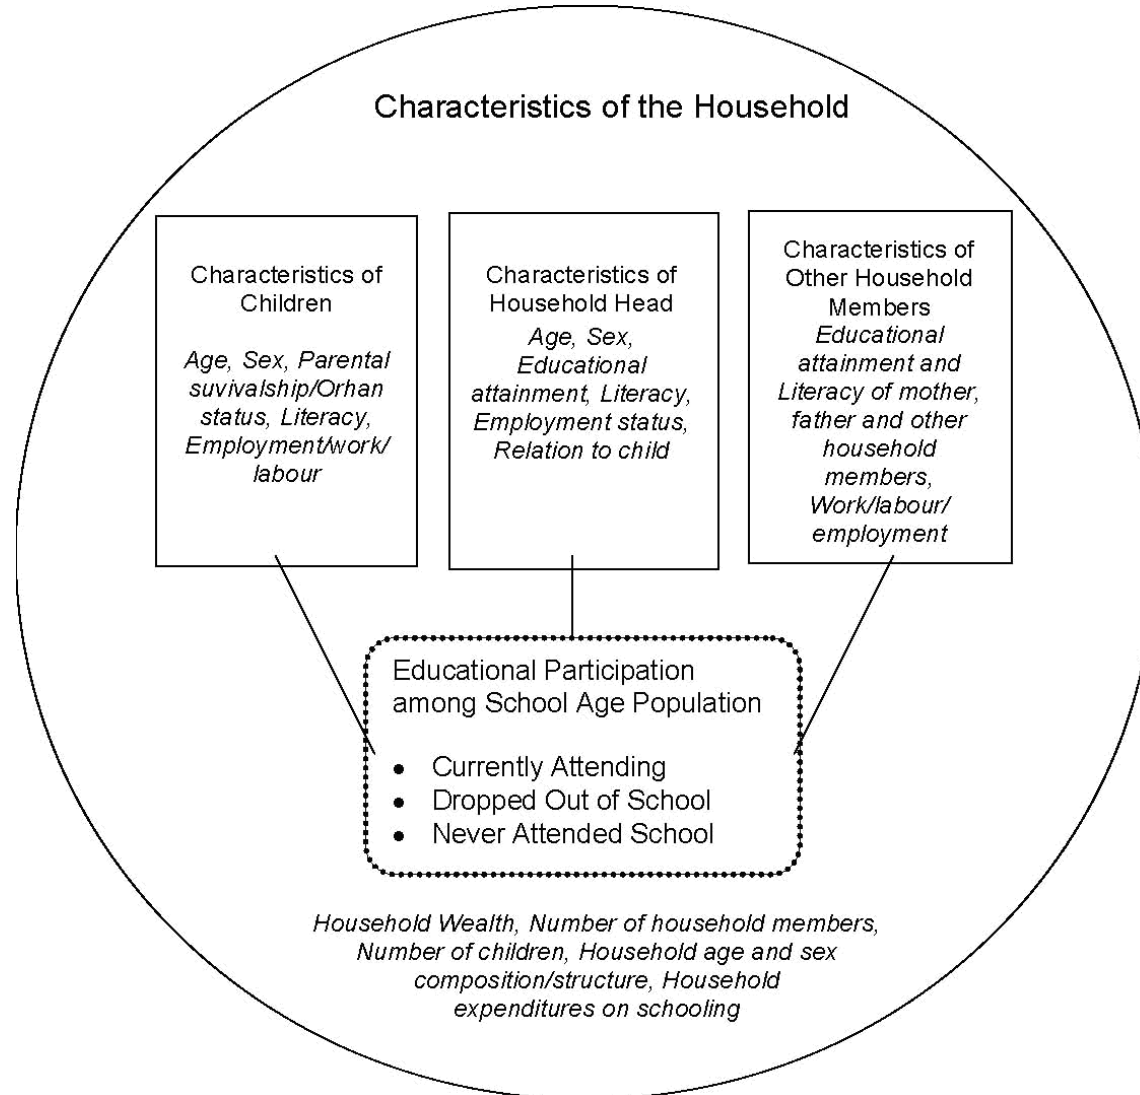 Characteristics of the Household
Characteristics of
Children
Age, Sex, Parental
suvivalship/Orhan
status, Literacy,
Employment/work/
labour
Characteristics of
Household Head
Age, Sex,
Educational
attainment, Literacy,
Employment status,
Relation to child
Characteristics of
Other Household
Members
Educational
attainment and
Literacy of mother,
father and other
household
members,
Work/labour/
employment
Educational Participation
among School Age Population
• Currently Attending
• Dropped Out of School
• Never Attended School
Household Wealth, Number of household members,
Number of children, Household age and sex
composition/structure, Household
expenditures on schooling